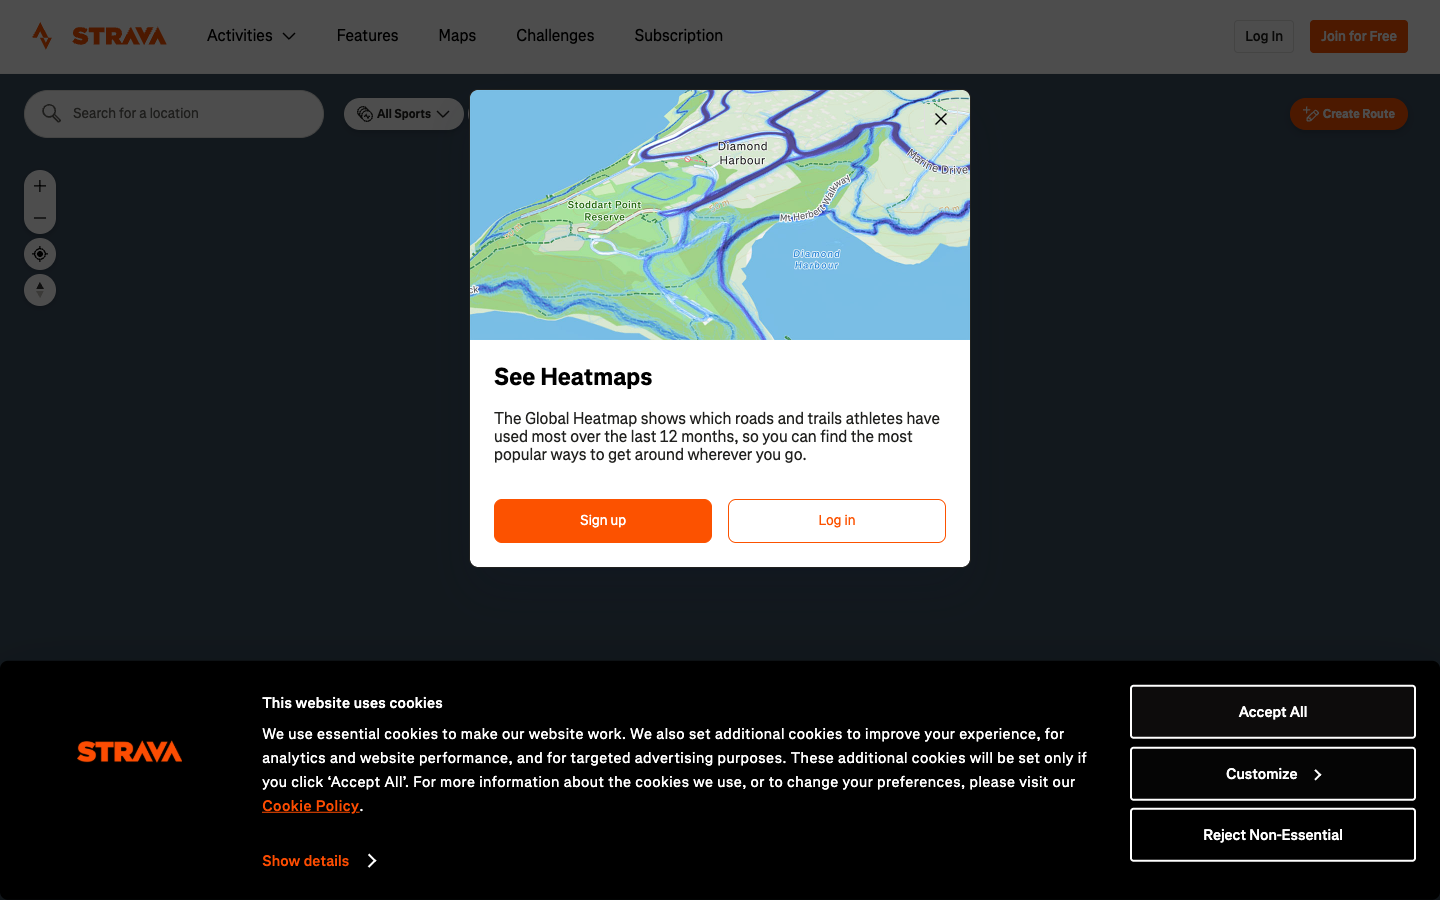 STRAVA
Activities
Features
Maps
Challenges
Subscription
Log In
Join for Free
Search for a location
All Sports
Create Route
Diamond
Harbour
Marine Drive
Stoddart Point
Reserve
Mt Herbert Walkway
Diamond
Harbour
See Heatmaps
The Global Heatmap shows which roads and trails athletes have
used most over the last 12 months, so you can find the most
popular ways to get around wherever you go.
Sign up
Log in
STRAVA
This website uses cookies
We use essential cookies to make our website work. We also set additional cookies to improve your experience, for
analytics and website performance, and for targeted advertising purposes. These additional cookies will be set only if
you click ‘Accept All’. For more information about the cookies we use, or to change your preferences, please visit our
Cookie Policy.
Show details
Accept All
Customize
Reject Non-Essential